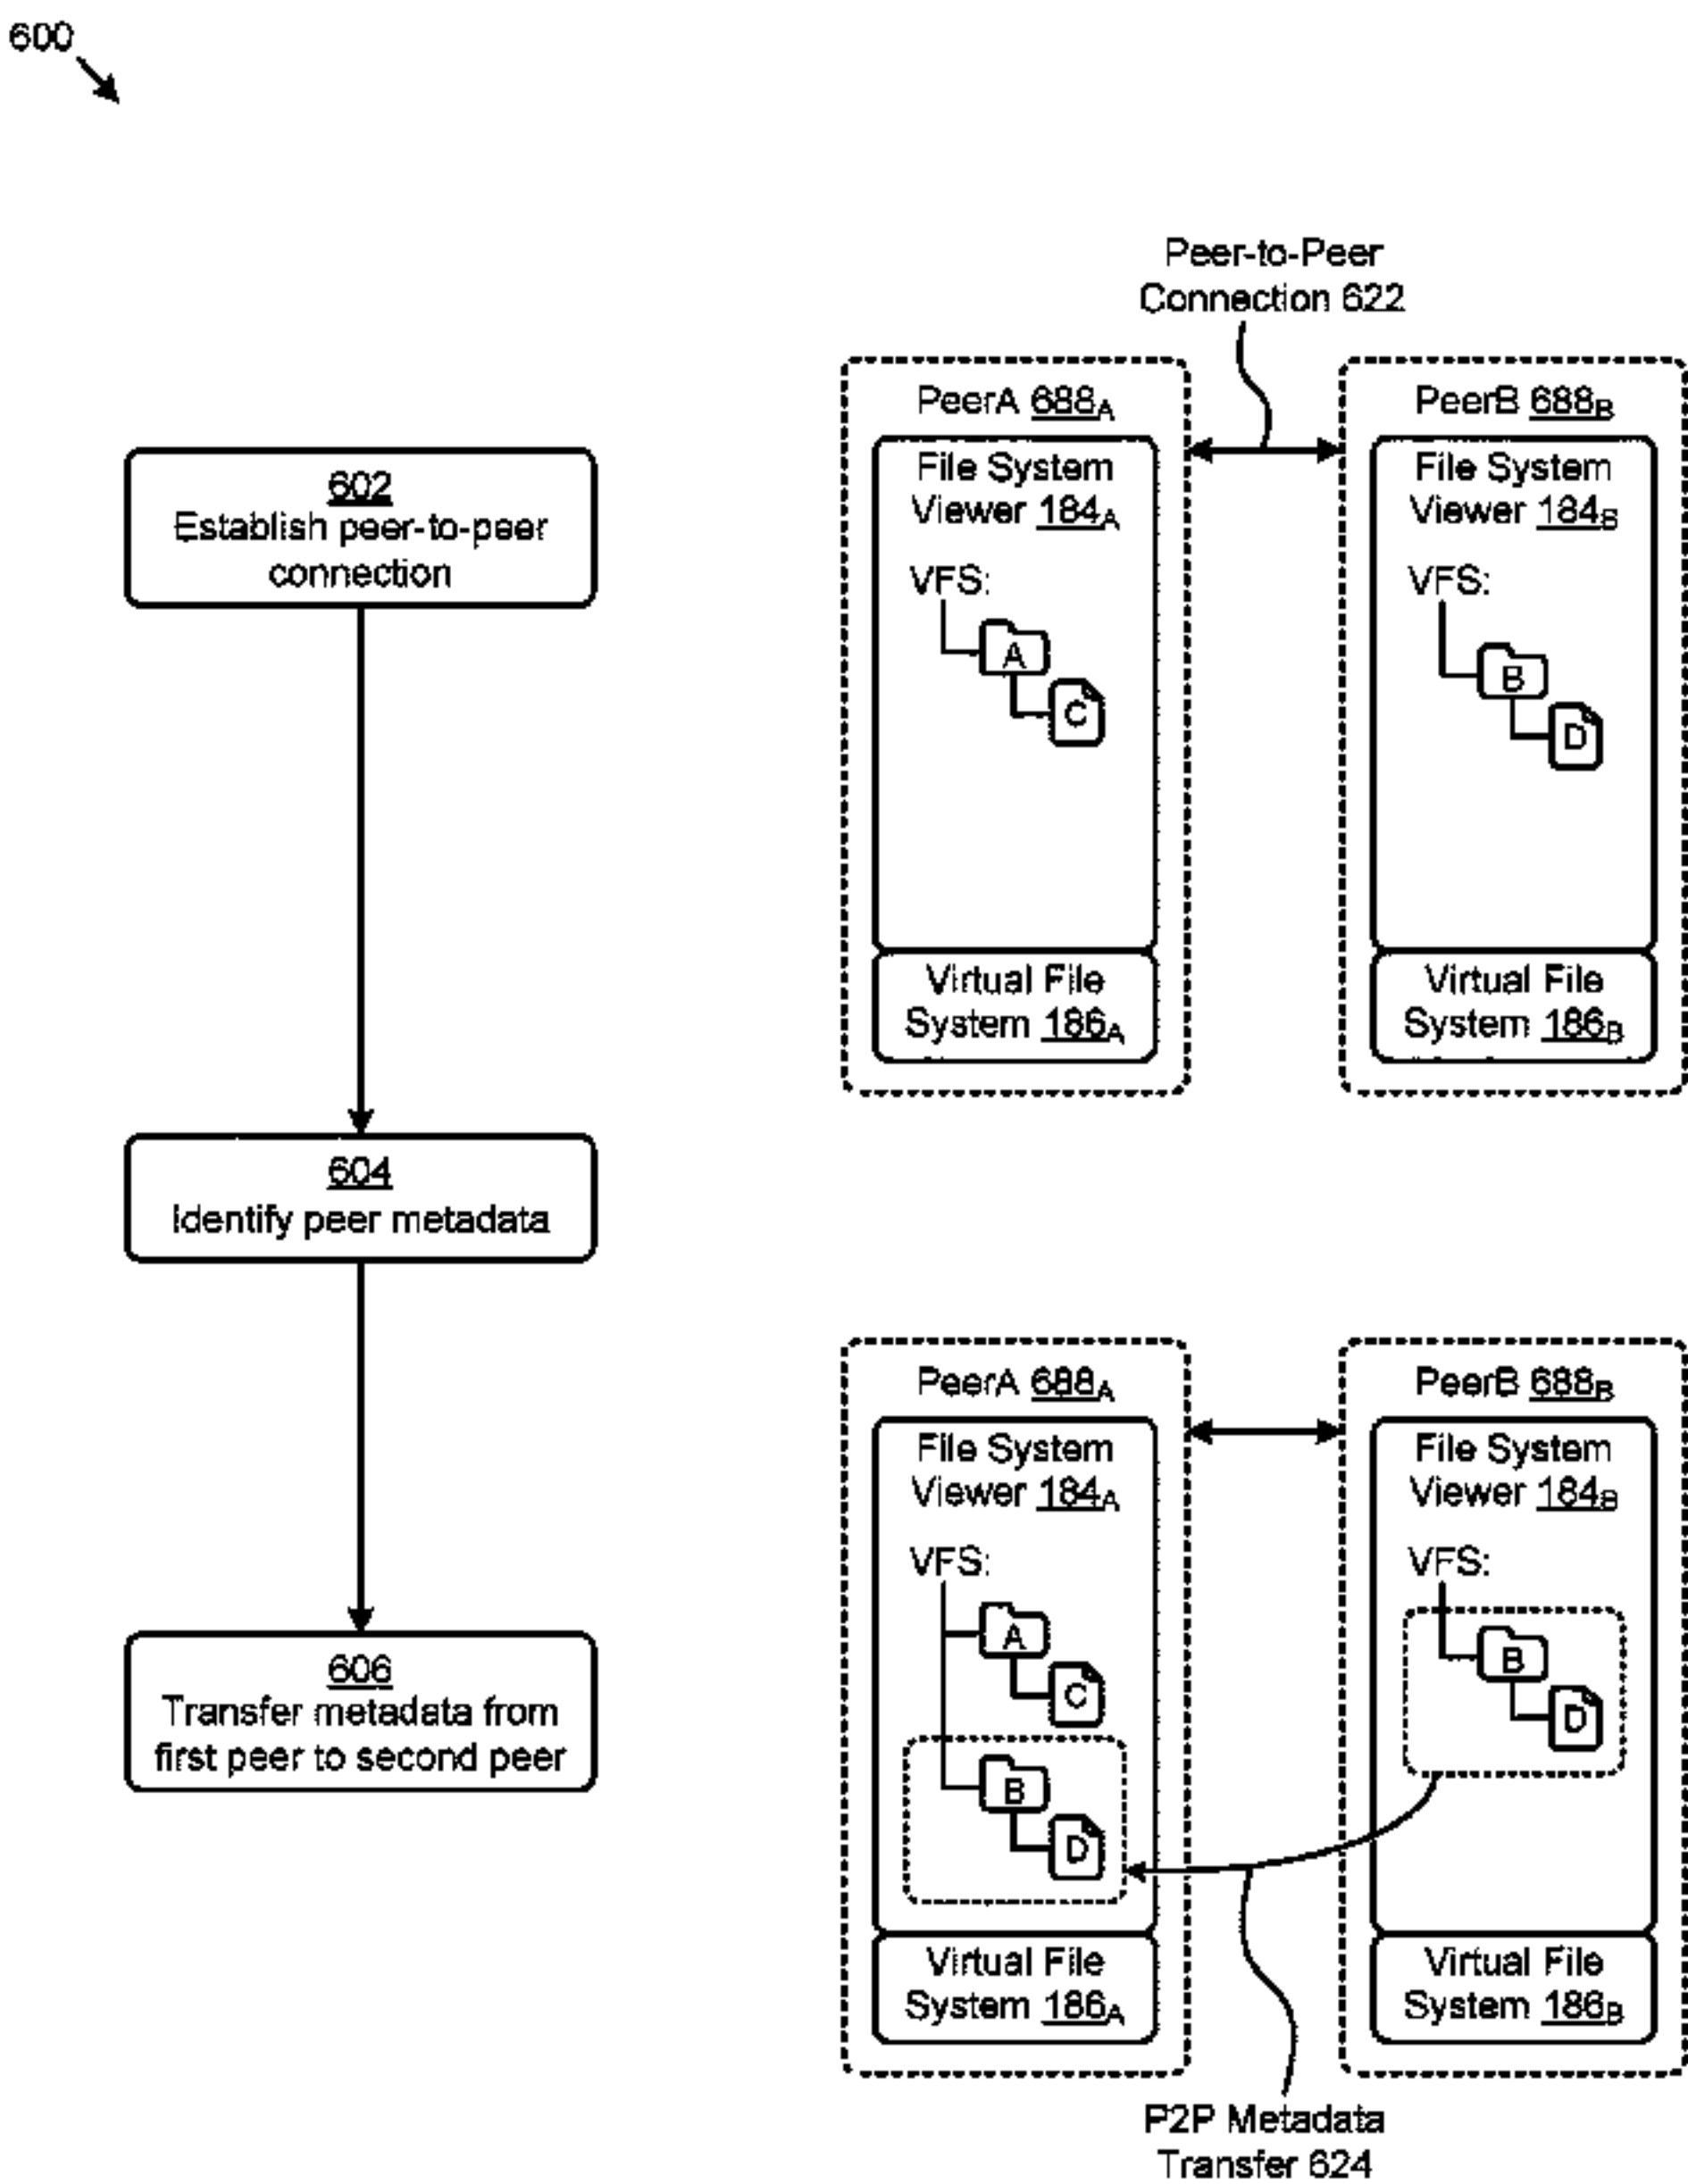 600
602
Establish peer-to-peer
connection
604
Identify peer metadata
606
Transfer metadata from
first peer to second peer
Peer-to-Peer
Connection 622
PeerA 688A
File System
Viewer 184A
VFS:
A
C
Virtual File
System 186A
PeerB 688B
File System
Viewer 184B
VFS:
B
D
Virtual File
System 186B
PeerA 688A
File System
Viewer 184A
VFS:
A
C
B
D
Virtual File
System 186A
PeerB 688B
File System
Viewer 184B
VFS:
B
D
Virtual File
System 186B
P2P Metadata
Transfer 624